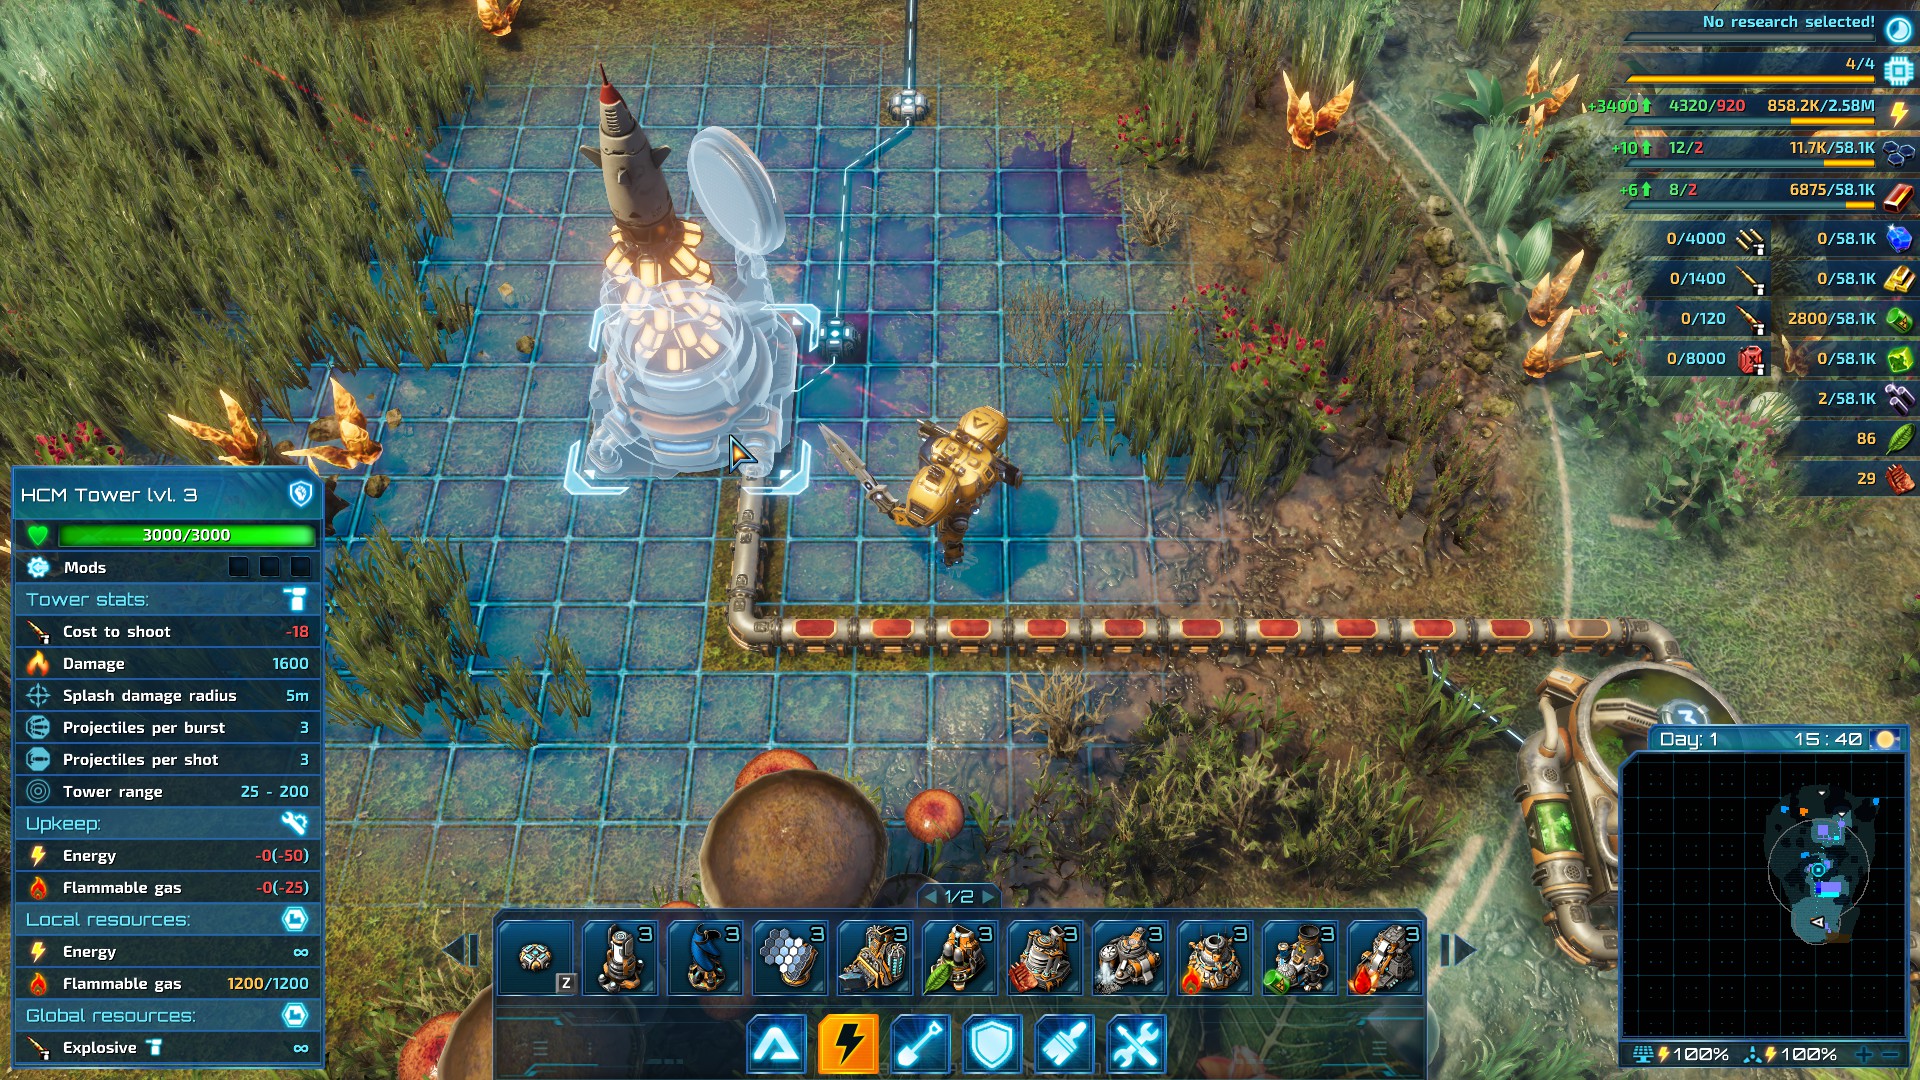 No research selected!
4/4
+3400 4320/920 858.2K/2.58M
+10 12/2 11.7K/58.1K
+6 8/2 6875/58.1K
0/4000 0/58.1K
0/1400 0/58.1K
0/120 2800/58.1K
0/8000 0/58.1K
2/58.1K
86
29
HCM Tower lvl. 3
3000/3000
Mods
Tower stats:
Cost to shoot -18
Damage 1600
Splash damage radius 5m
Projectiles per burst 3
Projectiles per shot 3
Tower range 25 - 200
Upkeep:
Energy -0(-50)
Flammable gas -0(-25)
Local resources:
Energy ∞
Flammable gas 1200/1200
Global resources:
Explosive ∞
3
Day: 1 15:40
1/2
3 3 3 3 3 3 3 3 3 3
Z
100% 100%